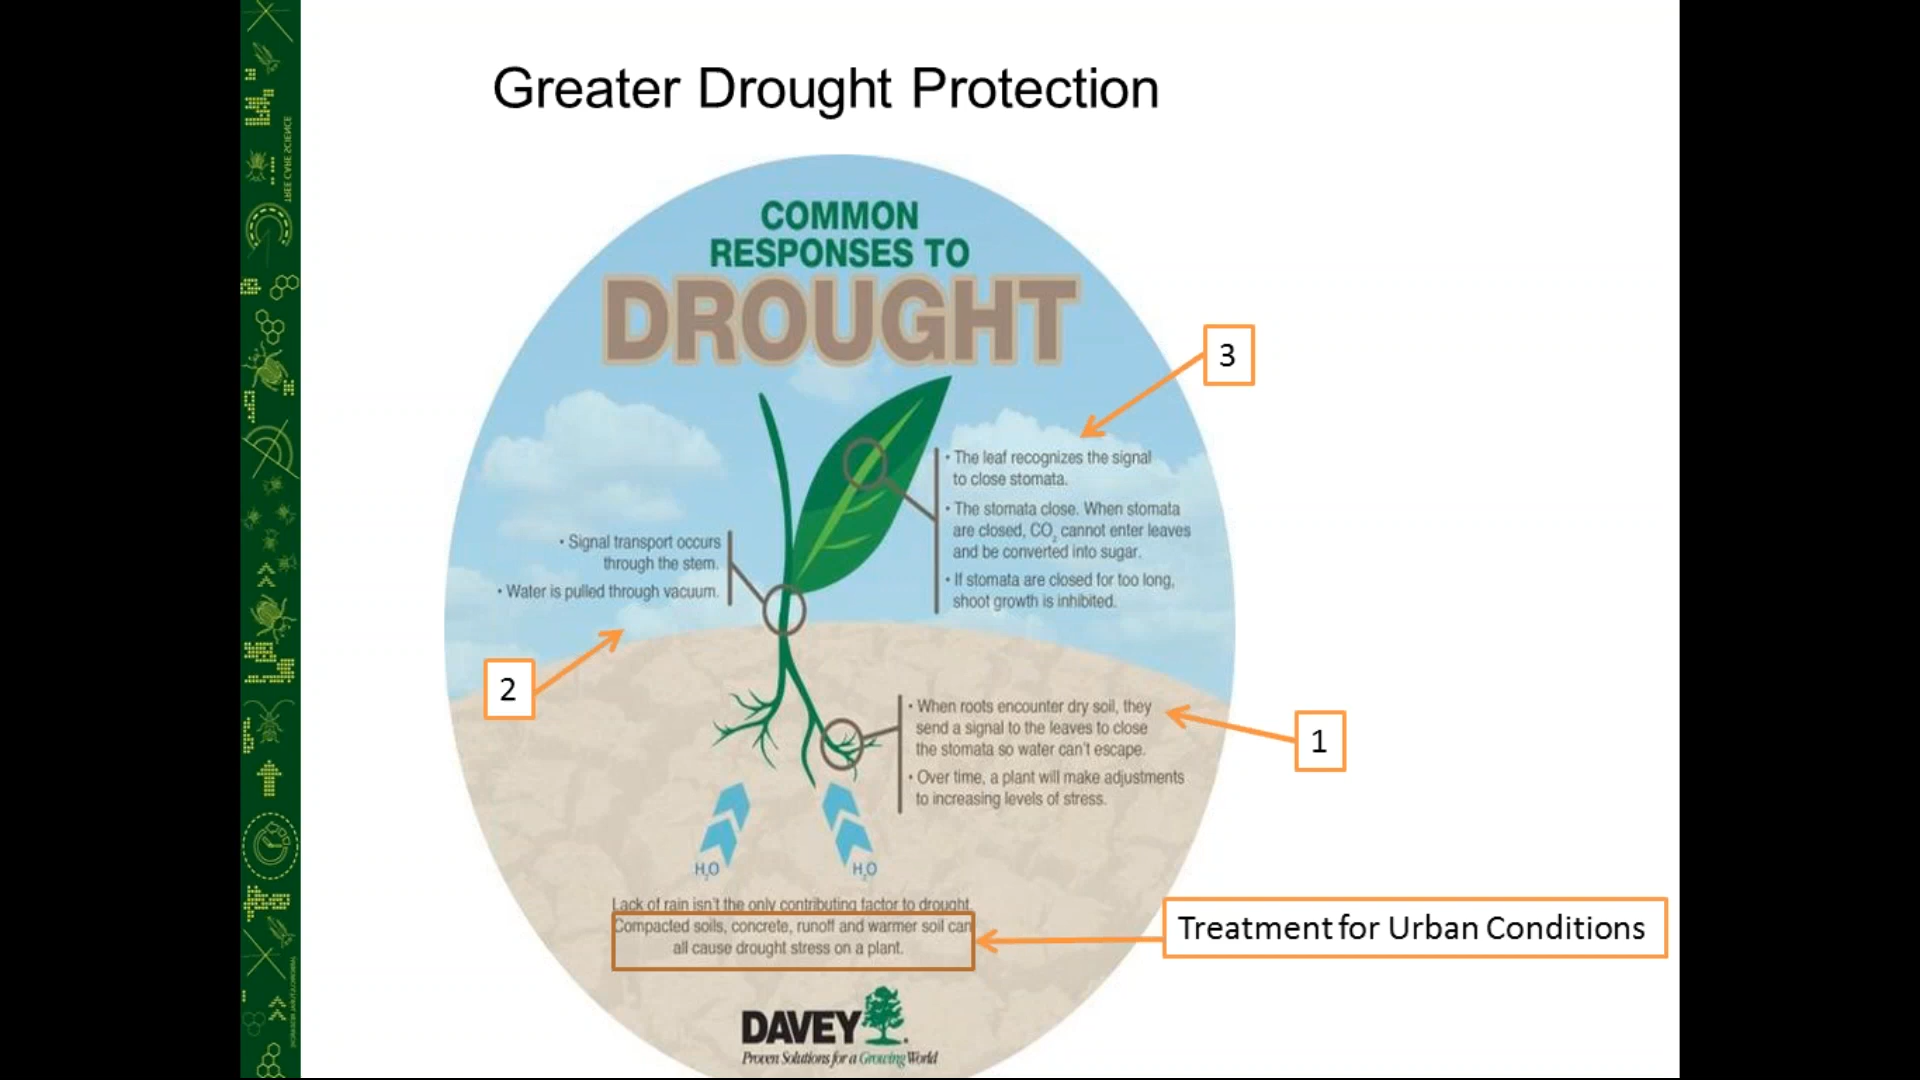 Greater Drought Protection
COMMON
RESPONSES TO
DROUGHT
3
• The leaf recognizes the signal
to close stomata.
• The stomata close. When stomata
are closed, CO₂ cannot enter leaves
and be converted into sugar.
• If stomata are closed for too long,
shoot growth is inhibited.
• Signal transport occurs
through the stem.
• Water is pulled through vacuum.
2
• When roots encounter dry soil, they
send a signal to the leaves to close
the stomata so water can't escape.
• Over time, a plant will make adjustments
to increasing levels of stress.
1
H₂O
H₂O
Lack of rain isn't the only contributing factor to drought.
Compacted soils, concrete, runoff and warmer soil can
all cause drought stress on a plant.
Treatment for Urban Conditions
DAVEY
Proven Solutions for a Growing World
TREE CARE SCIENCE